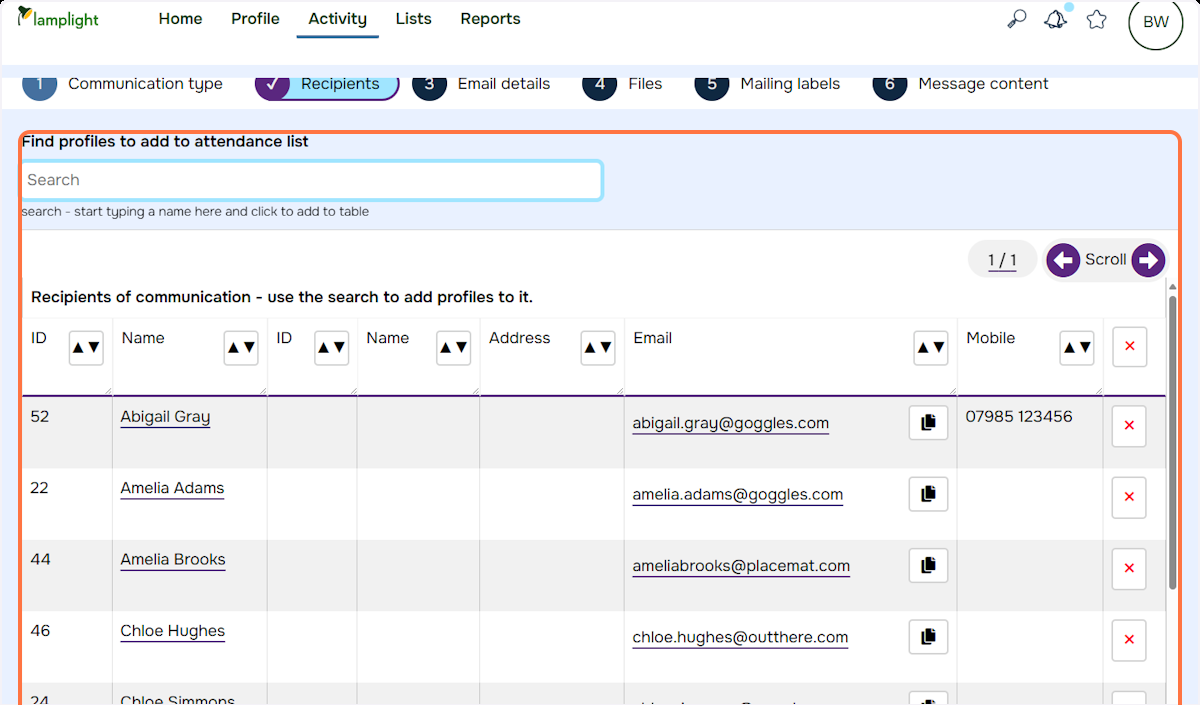 lamplight
Home Profile Activity Lists Reports
BW
1 Communication type Recipients 3 Email details 4 Files 5 Mailing labels 6 Message content
Find profiles to add to attendance list
Search
search - start typing a name here and click to add to table
1 / 1 Scroll
Recipients of communication - use the search to add profiles to it.
ID Name ID Name Address Email Mobile
52 Abigail Gray abigail.gray@goggles.com 07985 123456
22 Amelia Adams amelia.adams@goggles.com
44 Amelia Brooks ameliabrooks@placemat.com
46 Chloe Hughes chloe.hughes@outthere.com
24 Chloe Simmons